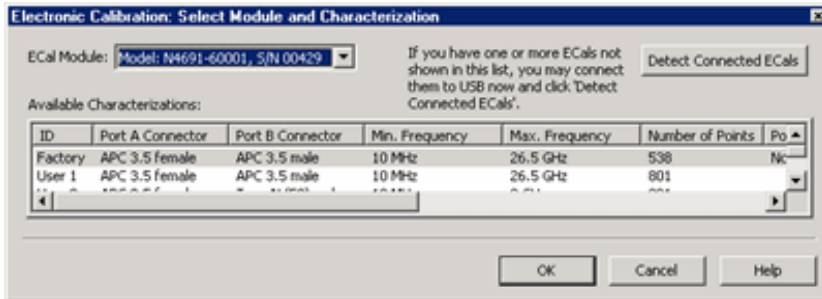 Electronic Calibration: Select Module and Characterization
ECal Module: Model: N4691-60001, S/N 00429
If you have one or more ECals not
shown in this list, you may connect
them to USB now and click 'Detect
Connected ECals'.
Detect Connected ECals
Available Characterizations:
ID Port A Connector Port B Connector Min. Frequency Max. Frequency Number of Points
Factory APC 3.5 female APC 3.5 male 10 MHz 26.5 GHz 538
User 1 APC 3.5 female APC 3.5 male 10 MHz 26.5 GHz 801
OK Cancel Help